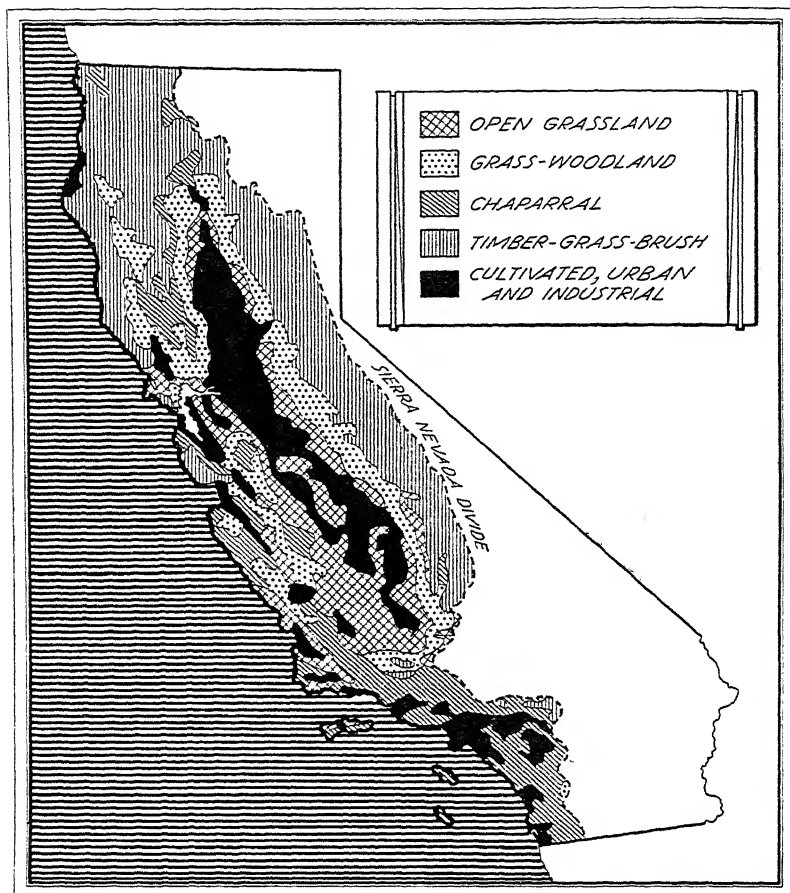 OPEN GRASSLAND
GRASS-WOODLAND
CHAPARRAL
TIMBER-GRASS-BRUSH
CULTIVATED, URBAN
AND INDUSTRIAL
SIERRA NEVADA DIVIDE